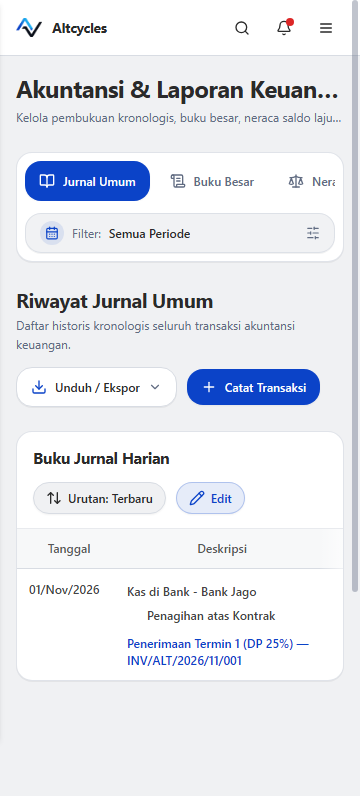 Altcycles
Akuntansi & Laporan Keuan...
Kelola pembukuan kronologis, buku besar, neraca saldo laju...
Jurnal Umum
Buku Besar
Nera
Filter: Semua Periode
Riwayat Jurnal Umum
Daftar historis kronologis seluruh transaksi akuntansi
keuangan.
Unduh / Ekspor
Catat Transaksi
Buku Jurnal Harian
Urutan: Terbaru
Edit
Tanggal
Deskripsi
01/Nov/2026
Kas di Bank - Bank Jago
Penagihan atas Kontrak
Penerimaan Termin 1 (DP 25%) —
INV/ALT/2026/11/001